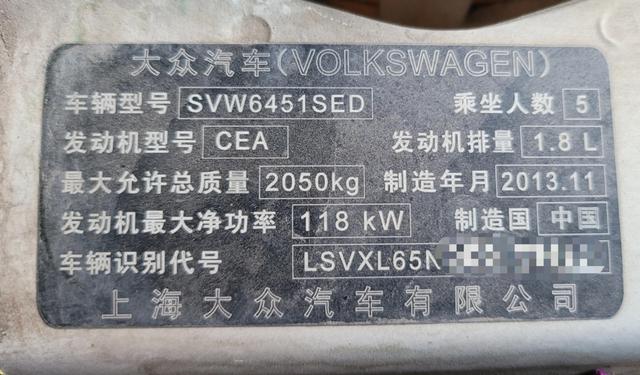 大众汽车(VOLKSWAGEN)
车辆型号 SVW6451SED 乘坐人数 5
发动机型号 CEA 发动机排量 1.8 L
最大允许总质量 2050kg 制造年月 2013.11
发动机最大净功率 118 kW 制造国 中国
车辆识别代号 LSVXL65N
上海大众汽车有限公司